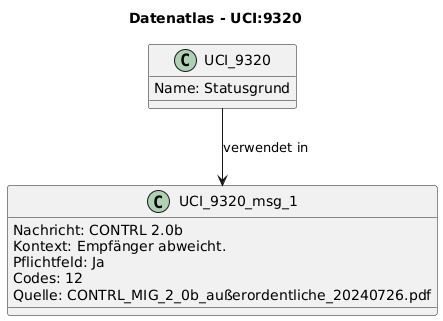 Datenatlas - UCI:9320
C UCI_9320
Name: Statusgrund
verwendet in
C UCI_9320_msg_1
Nachricht: CONTRL 2.0b
Kontext: Empfänger abweicht.
Pflichtfeld: Ja
Codes: 12
Quelle: CONTRL_MIG_2_0b_außerordentliche_20240726.pdf